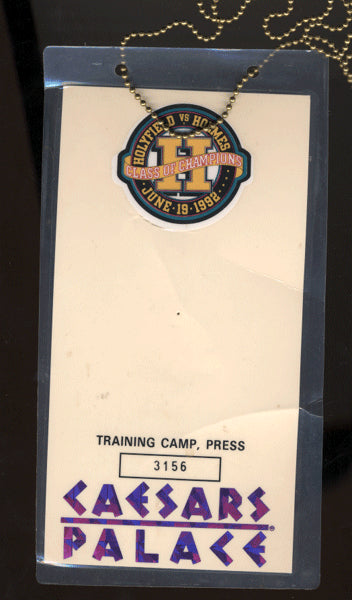 HOLYFIELD VS HOLMES
H
CLASS OF CHAMPIONS
JUNE·19·1992
TRAINING CAMP, PRESS
3156
CAESARS
PALACE®